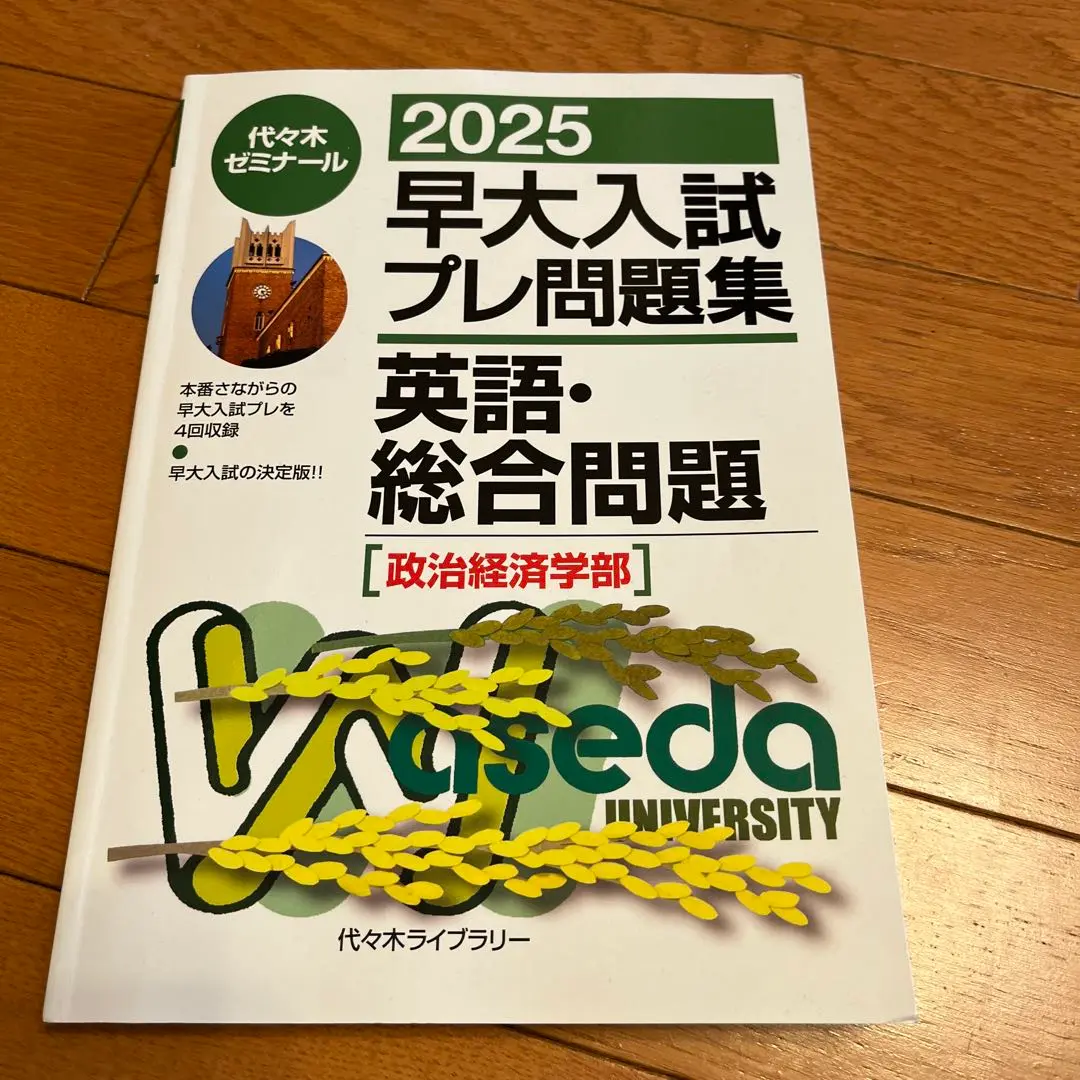 代々木
ゼミナール
2025
早大入試
プレ問題集
英語・
総合問題
[政治経済学部]
本番さながらの
早大入試プレを
4回収録
●
早大入試の決定版!!
Waseda
UNIVERSITY
代々木ライブラリー